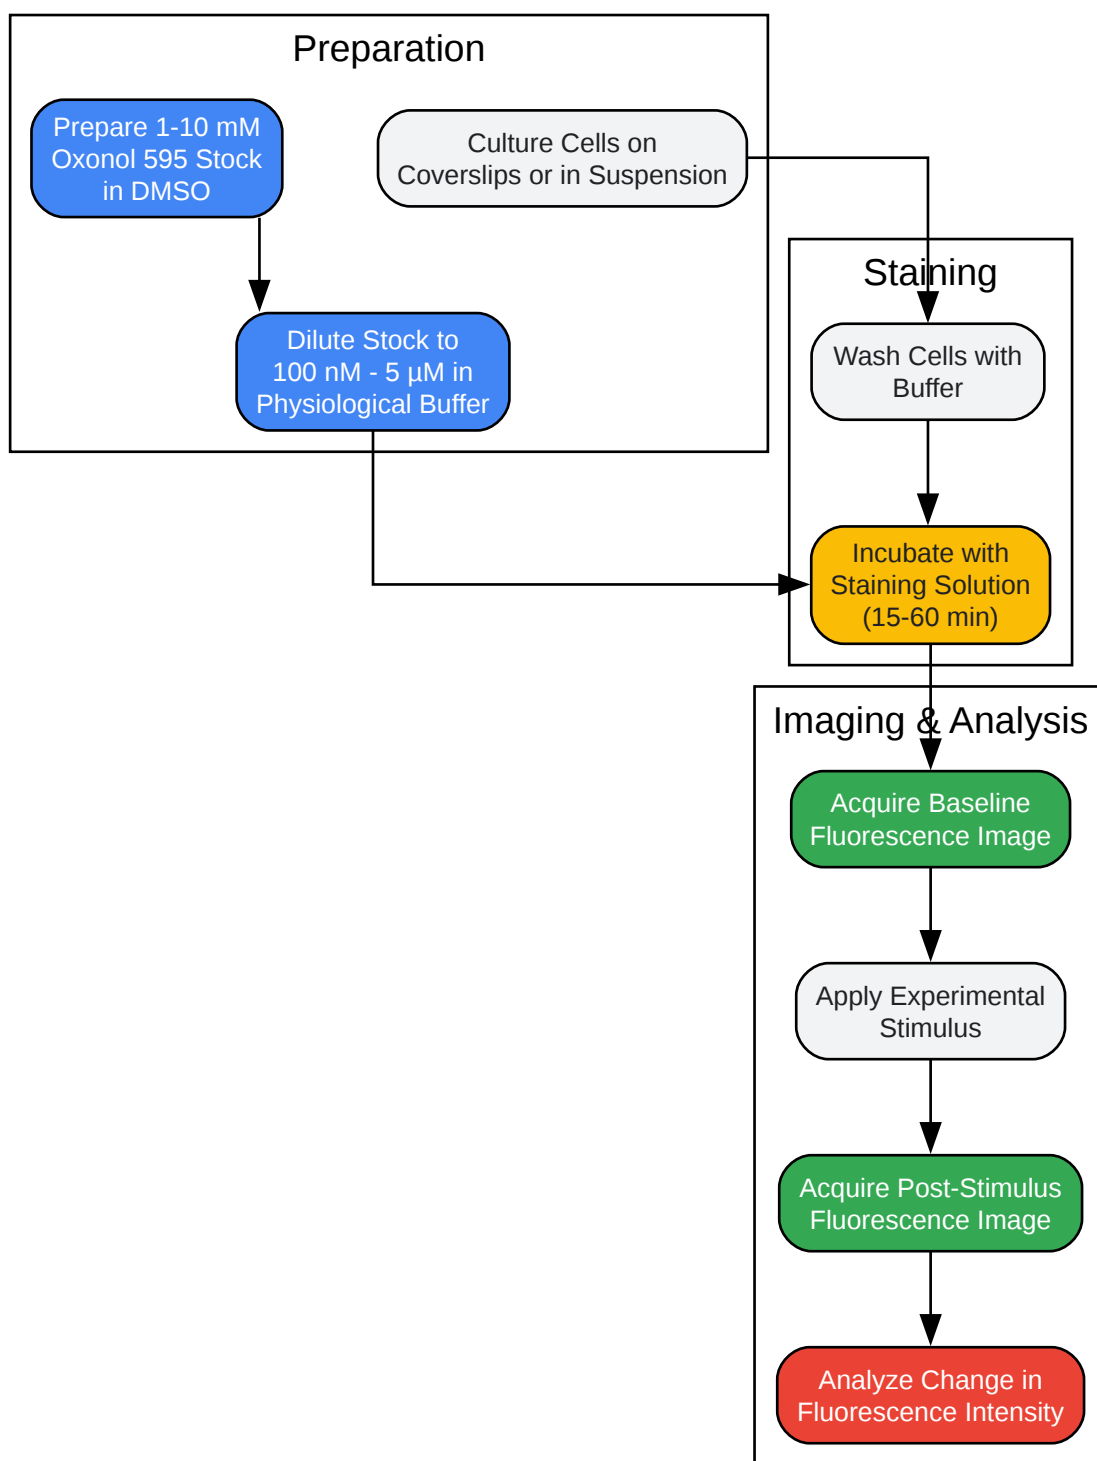 Preparation
Prepare 1-10 mM
Oxonol 595 Stock
in DMSO
Culture Cells on
Coverslips or in Suspension
Dilute Stock to
100 nM - 5 µM in
Physiological Buffer
Staining
Wash Cells with
Buffer
Incubate with
Staining Solution
(15-60 min)
Imaging & Analysis
Acquire Baseline
Fluorescence Image
Apply Experimental
Stimulus
Acquire Post-Stimulus
Fluorescence Image
Analyze Change in
Fluorescence Intensity